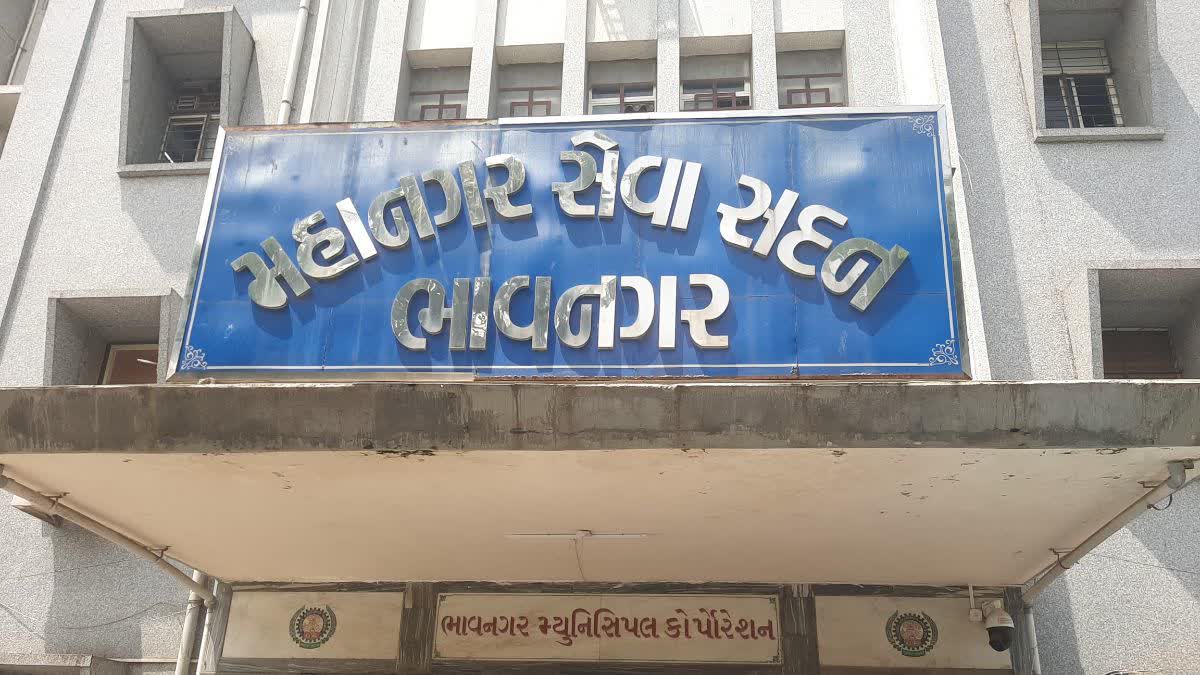 મહાનગર સેવા સદન
ભાવનગર
ભાવનગર મ્યુનિસિપલ કોર્પોરેશન